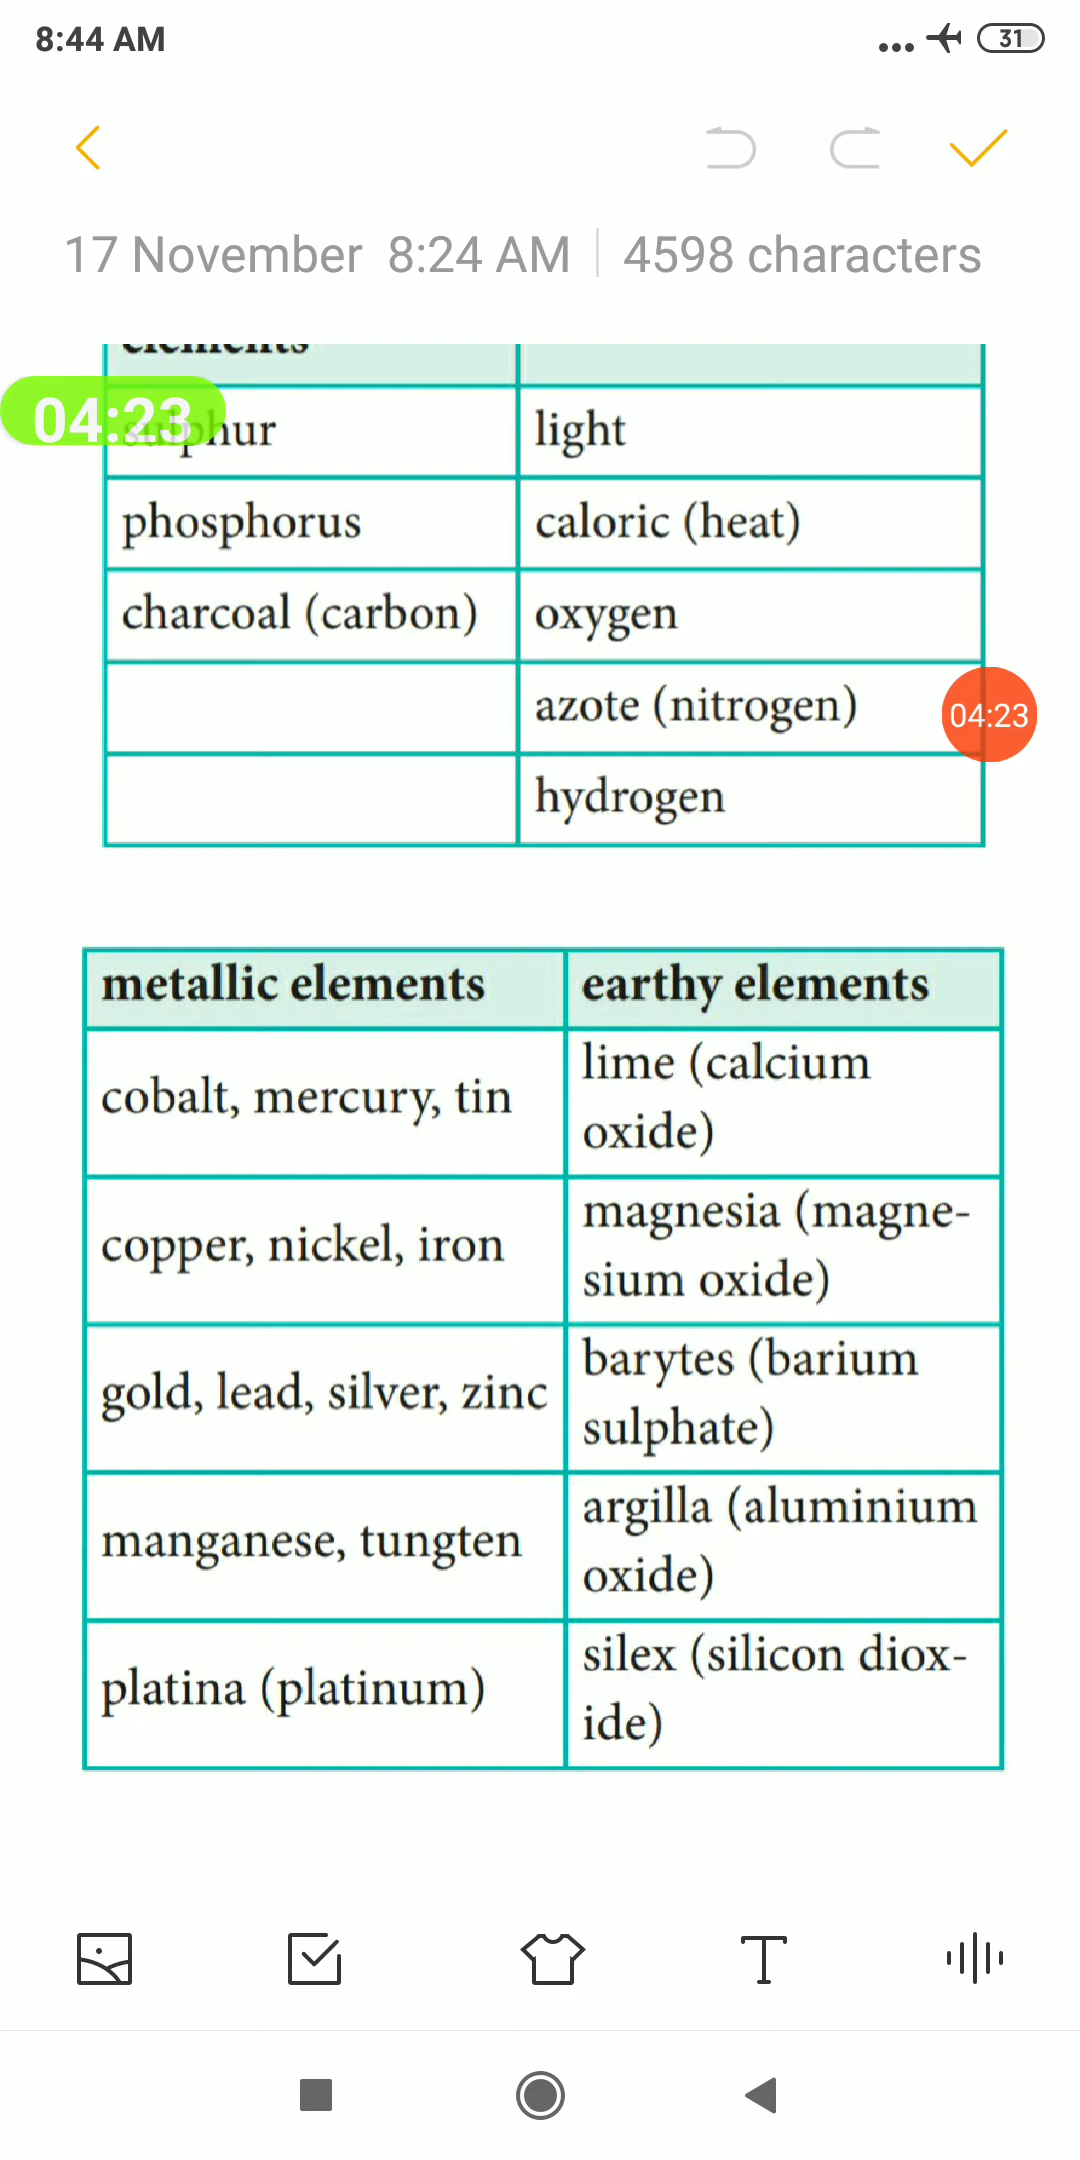 8:44 AM
31
17 November 8:24 AM | 4598 characters
elements
04:23
sulphur light
phosphorus caloric (heat)
charcoal (carbon) oxygen
azote (nitrogen)
04:23
hydrogen
metallic elements earthy elements
cobalt, mercury, tin lime (calcium
oxide)
copper, nickel, iron magnesia (magne-
sium oxide)
gold, lead, silver, zinc barytes (barium
sulphate)
manganese, tungten argilla (aluminium
oxide)
platina (platinum) silex (silicon diox-
ide)